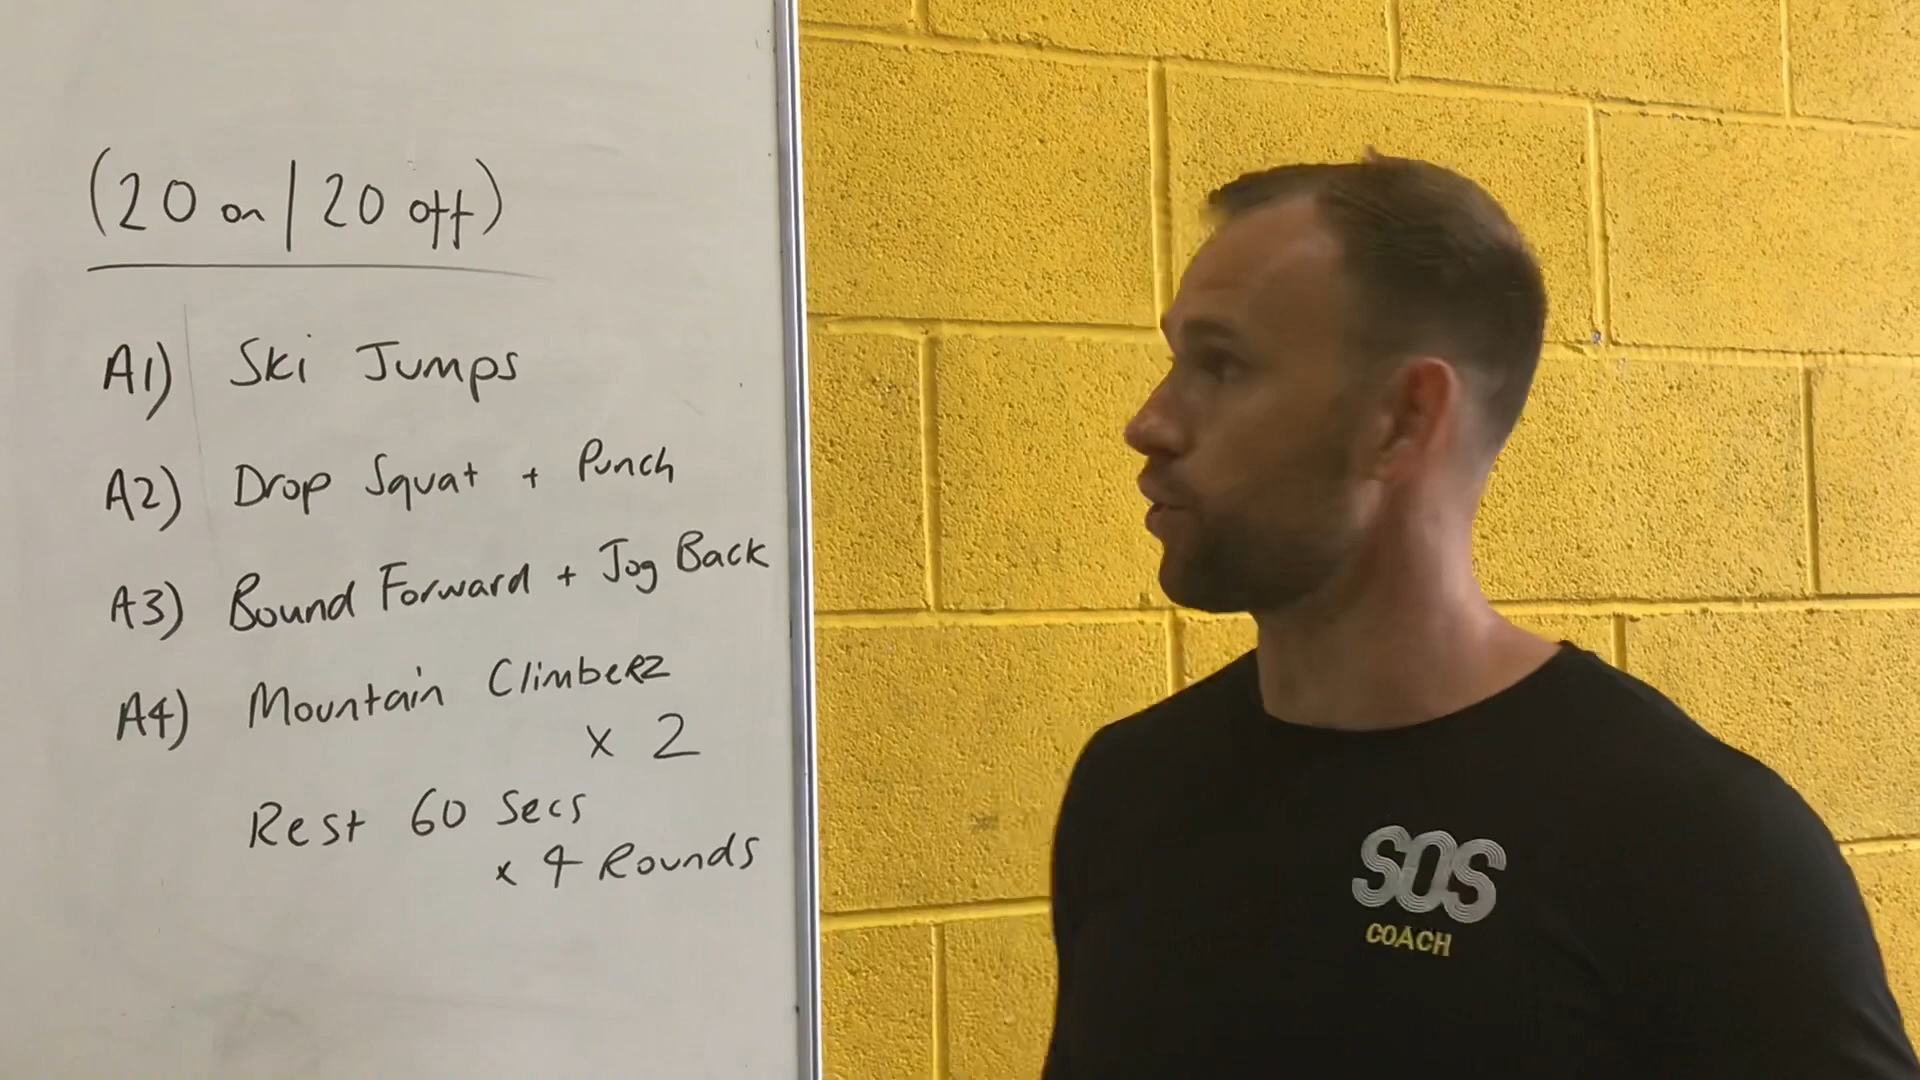 (20 on | 20 off)
A1) Ski Jumps
A2) Drop Squat + Punch
A3) Bound Forward + Jog Back
A4) Mountain Climberz
x 2
Rest 60 Secs
x 4 Rounds
SOS
COACH